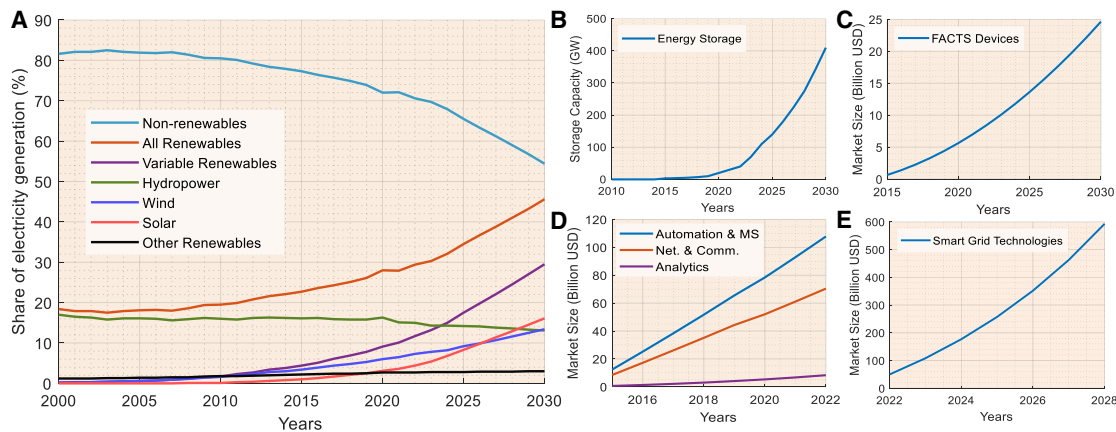 A
Share of electricity generation (%)
90
80
70
60
50
40
30
20
10
0
Non-renewables
All Renewables
Variable Renewables
Hydropower
Wind
Solar
Other Renewables
2000 2005 2010 2015 2020 2025 2030
Years
B
Storage Capacity (GW)
500
400
300
200
100
0
Energy Storage
2010 2015 2020 2025 2030
Years
C
Market Size (Billion USD)
25
20
15
10
5
0
FACTS Devices
2015 2020 2025 2030
Years
D
Market Size (Billion USD)
120
100
80
60
40
20
0
Automation & MS
Net. & Comm.
Analytics
2016 2018 2020 2022
Years
E
Market Size (Billion USD)
600
500
400
300
200
100
0
Smart Grid Technologies
2022 2024 2026 2028
Years